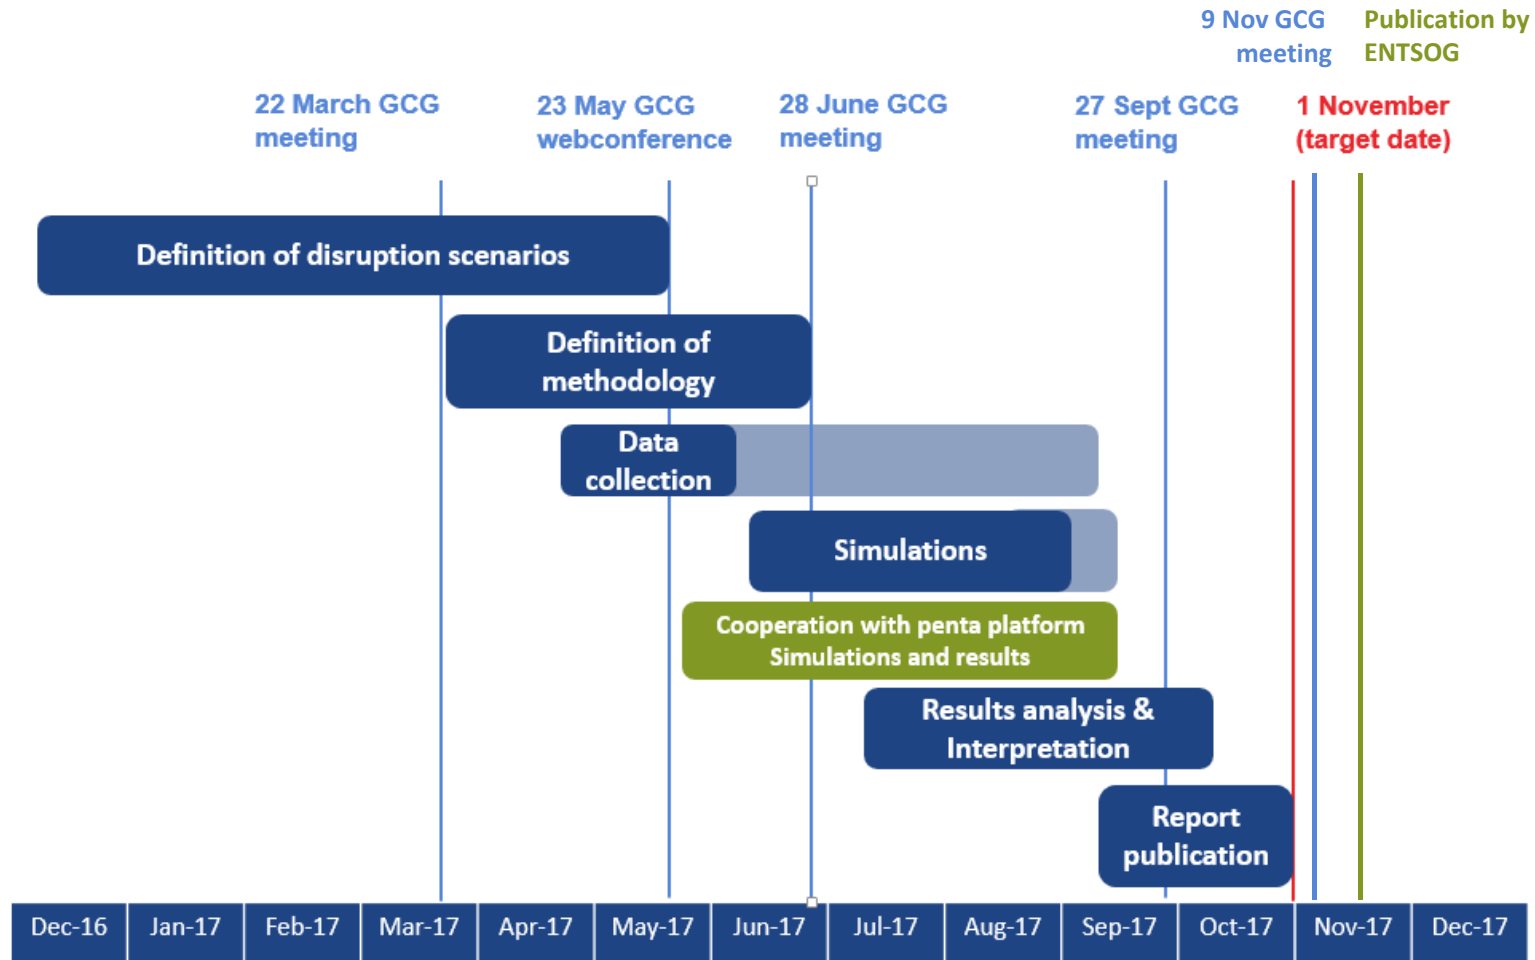 9 Nov GCG
meeting
Publication by
ENTSOG
22 March GCG
meeting
23 May GCG
webconference
28 June GCG
meeting
27 Sept GCG
meeting
1 November
(target date)
Definition of disruption scenarios
Definition of
methodology
Data
collection
Simulations
Cooperation with penta platform
Simulations and results
Results analysis &
Interpretation
Report
publication
Dec-16 Jan-17 Feb-17 Mar-17 Apr-17 May-17 Jun-17 Jul-17 Aug-17 Sep-17 Oct-17 Nov-17 Dec-17